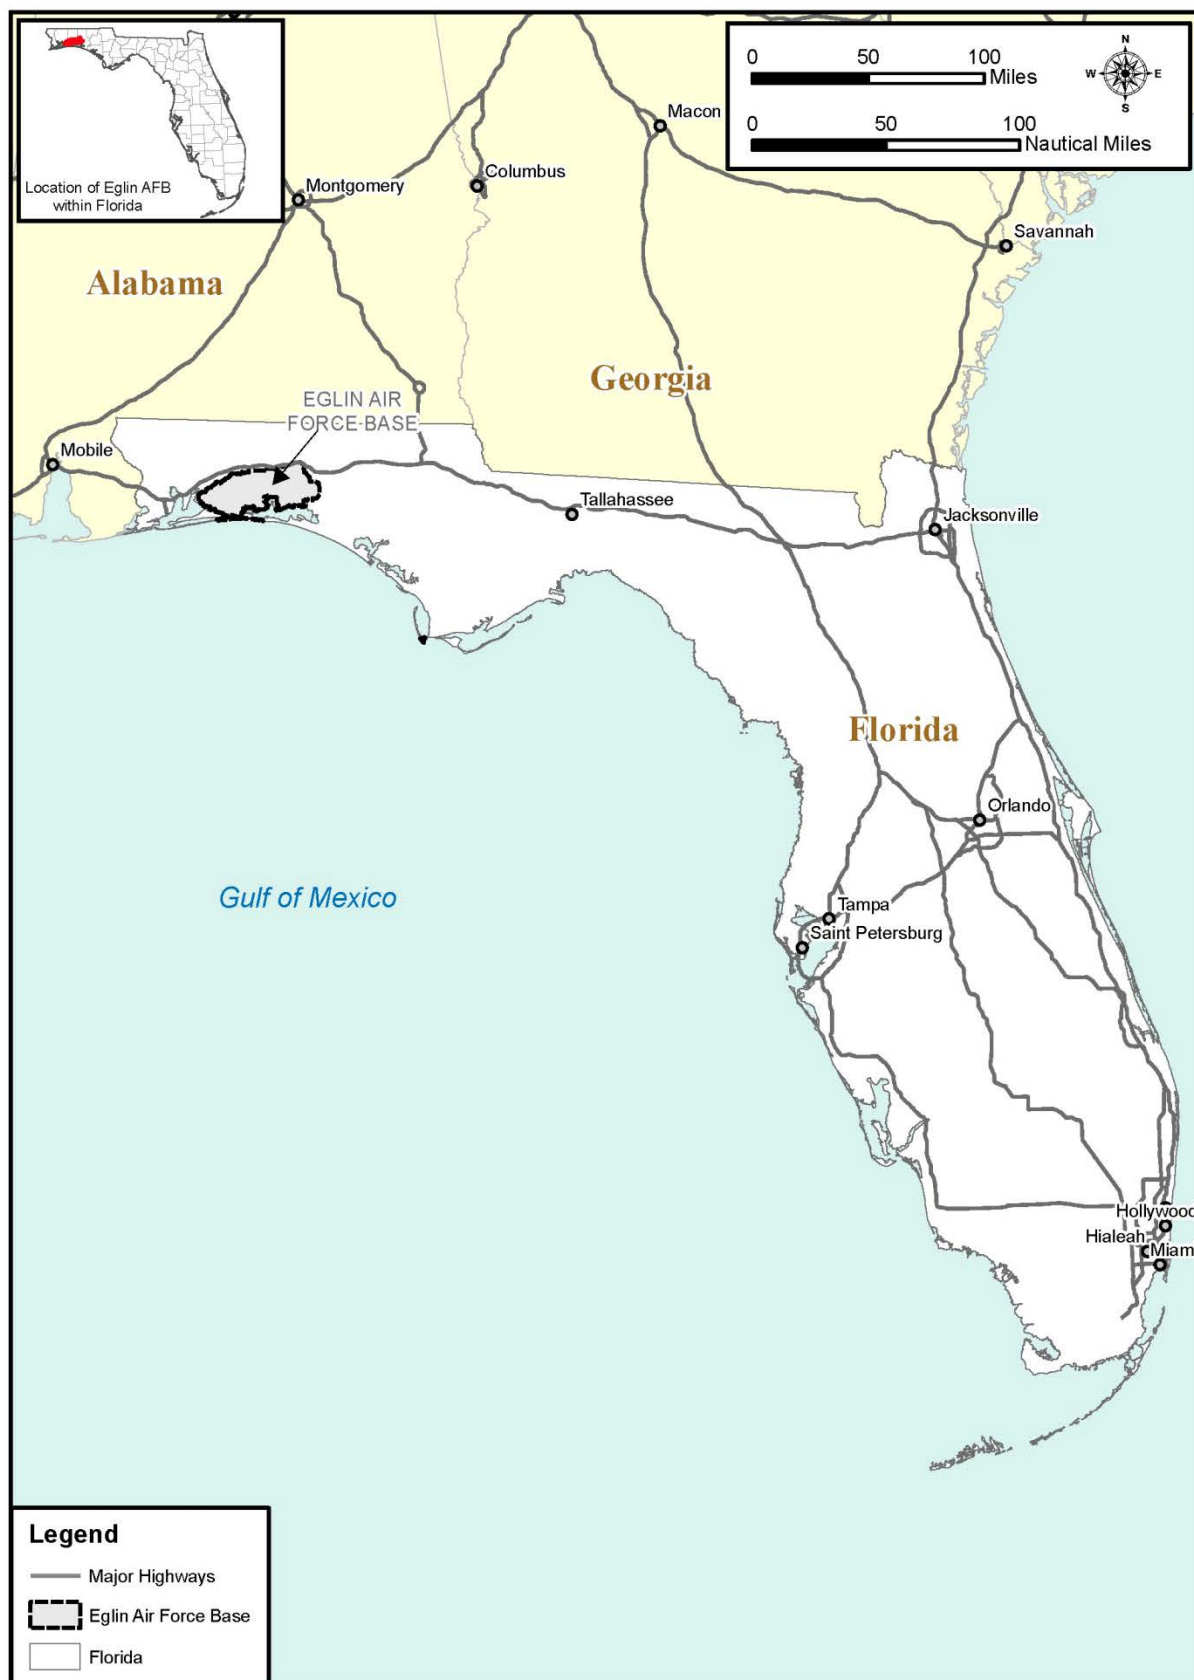 Location of Eglin AFB
within Florida
0 50 100
Miles
0 50 100
Nautical Miles
N
W E
S
Macon
Columbus
Montgomery
Savannah
Alabama
Georgia
EGLIN AIR
FORCE BASE
Mobile
Tallahassee
Jacksonville
Florida
Orlando
Gulf of Mexico
Tampa
Saint Petersburg
Hollywood
Hialeah
Miam
Legend
Major Highways
Eglin Air Force Base
Florida